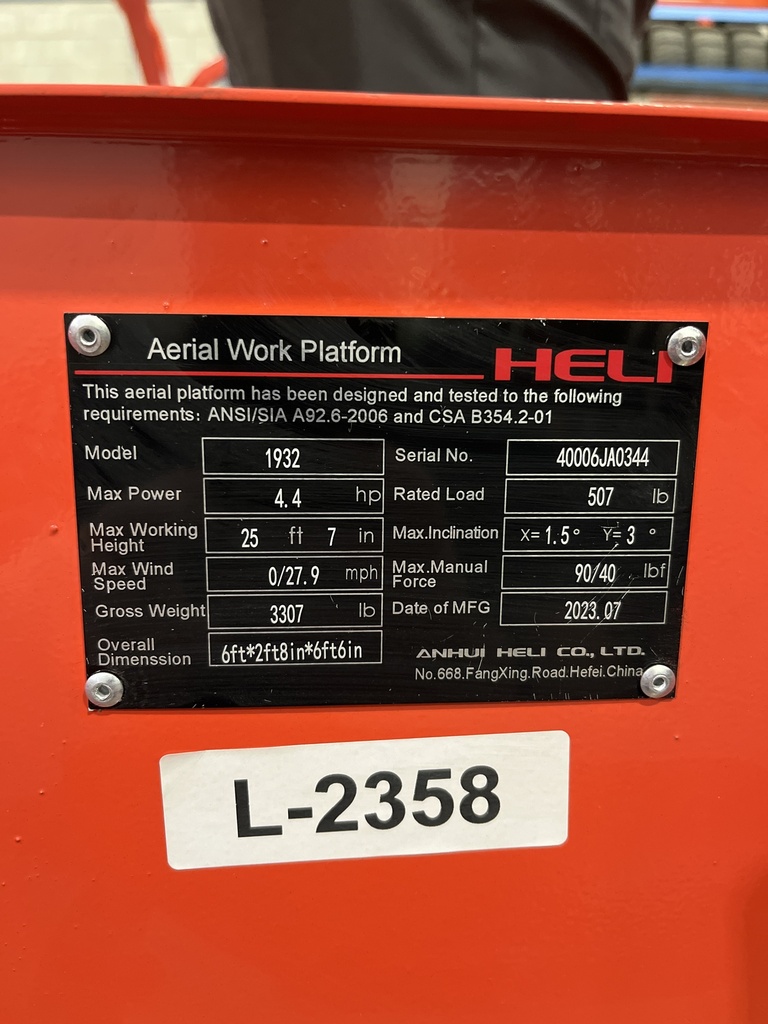 Aerial Work Platform HELI
This aerial platform has been designed and tested to the following
requirements: ANSI/SIA A92.6-2006 and CSA B354.2-01
Model 1932 Serial No. 40006JA0344
Max Power 4.4 hp Rated Load 507 lb
Max Working Height 25 ft 7 in Max.Inclination X=1.5° Y=3 °
Max Wind Speed 0/27.9 mph Max.Manual Force 90/40 lbf
Gross Weight 3307 lb Date of MFG 2023.07
Overall Dimenssion 6ft*2ft8in*6ft6in
ANHUI HELI CO., LTD.
No.668.FangXing.Road.Hefei.China
L-2358